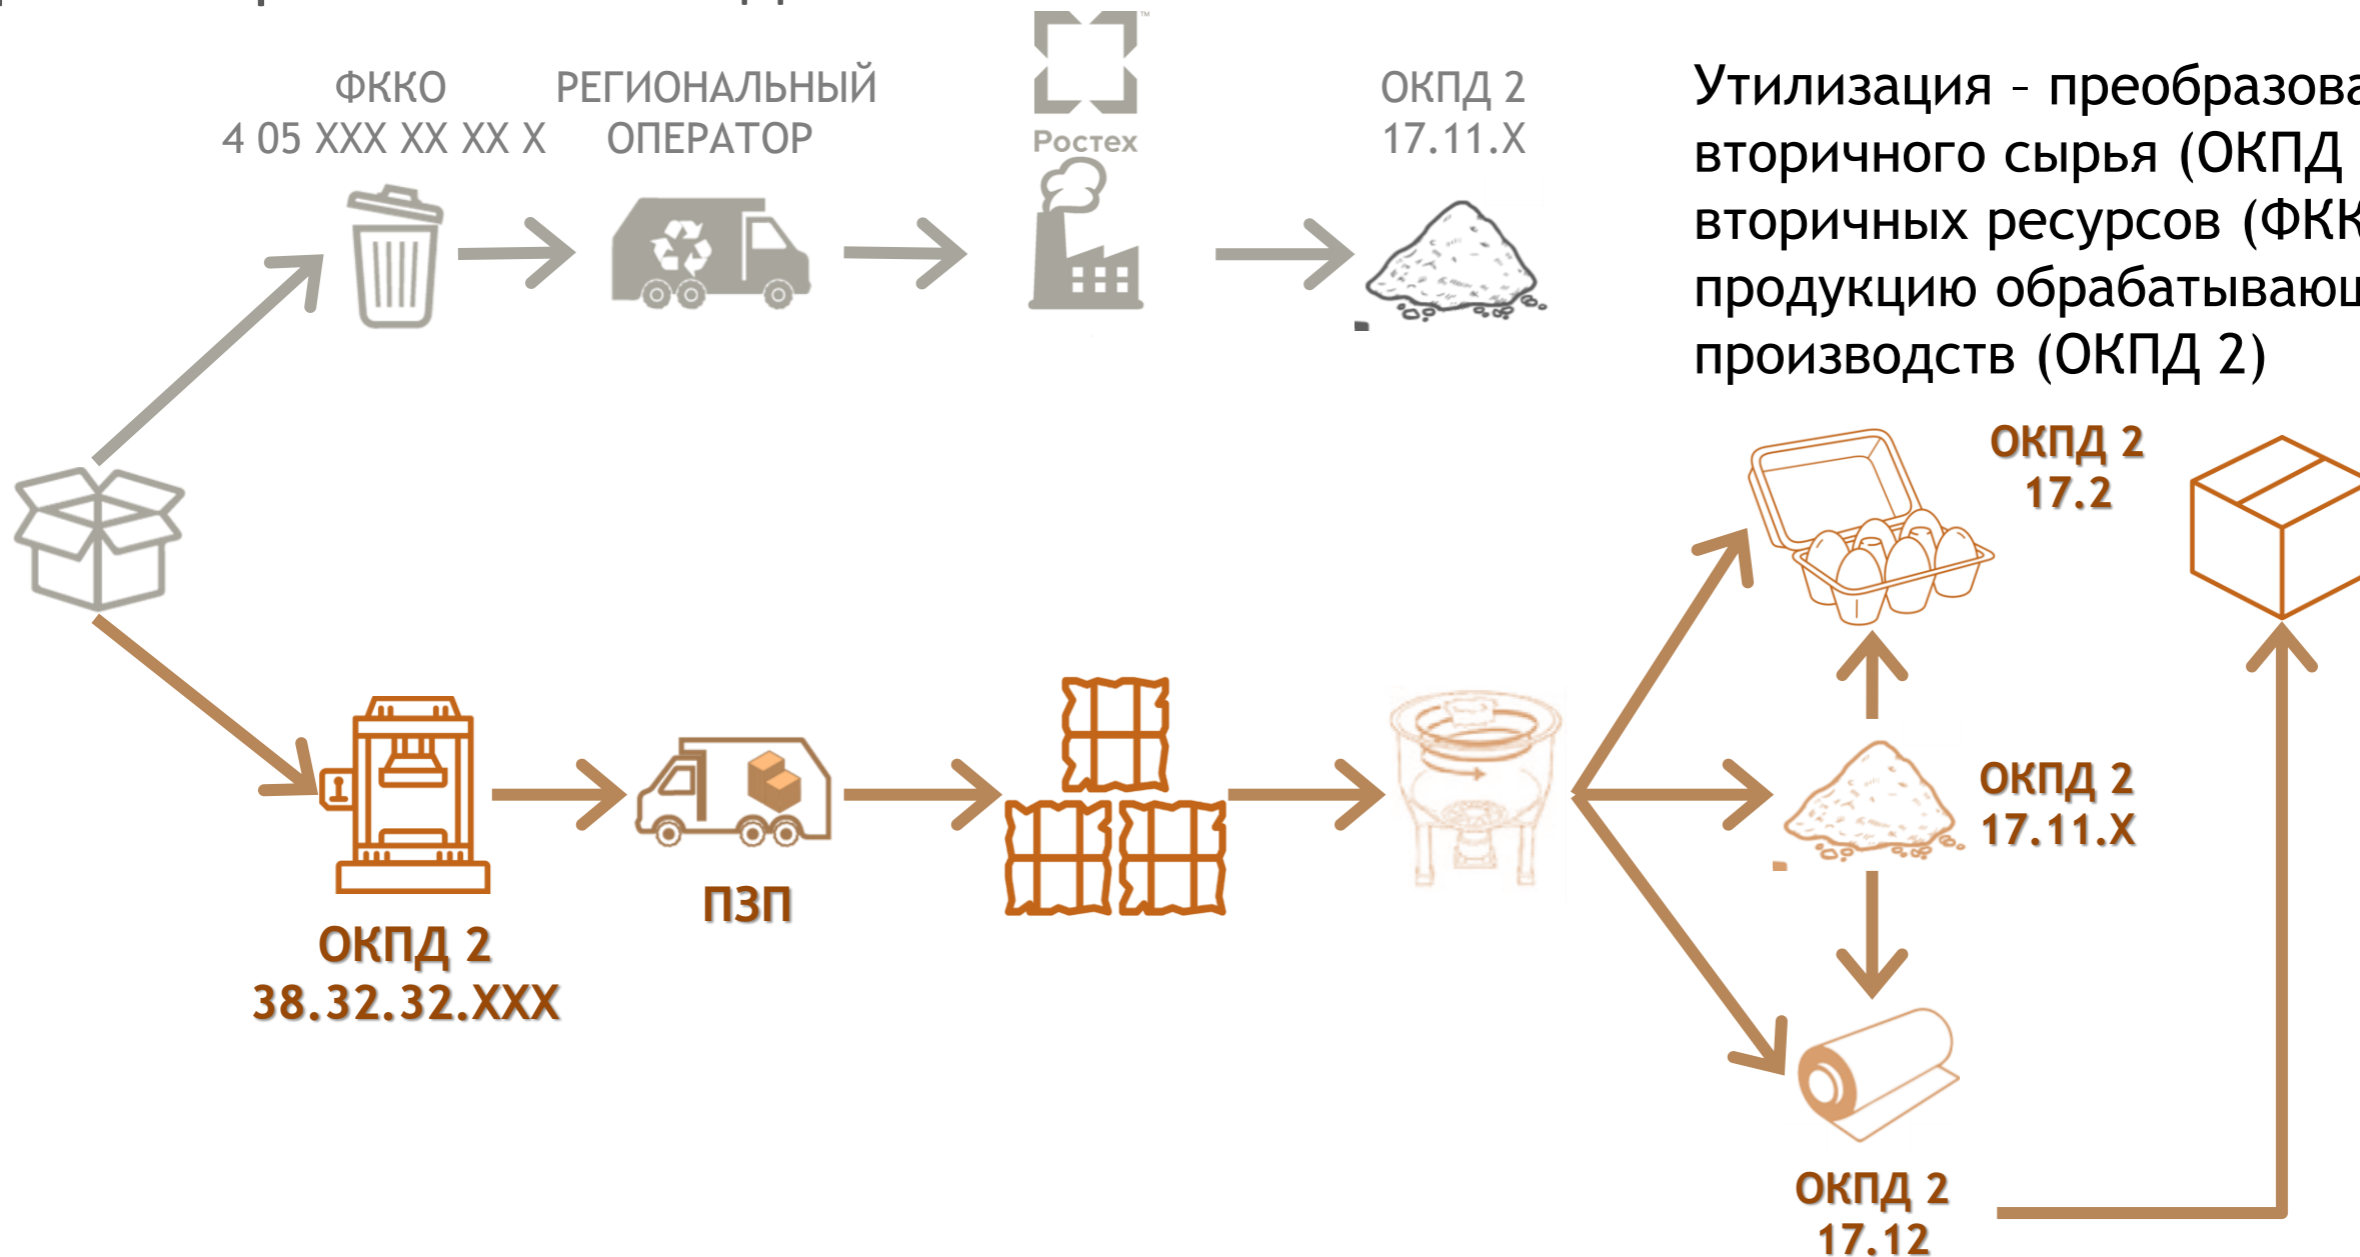 ФККО
4 05 XXX XX XX X
РЕГИОНАЛЬНЫЙ
ОПЕРАТОР
™
Ростех
ОКПД 2
17.11.X
Утилизация – преобразова
вторичного сырья (ОКПД
вторичных ресурсов (ФКК
продукцию обрабатывающ
производств (ОКПД 2)
ОКПД 2
17.2
ОКПД 2
17.11.X
ПЗП
ОКПД 2
38.32.32.XXX
ОКПД 2
17.12